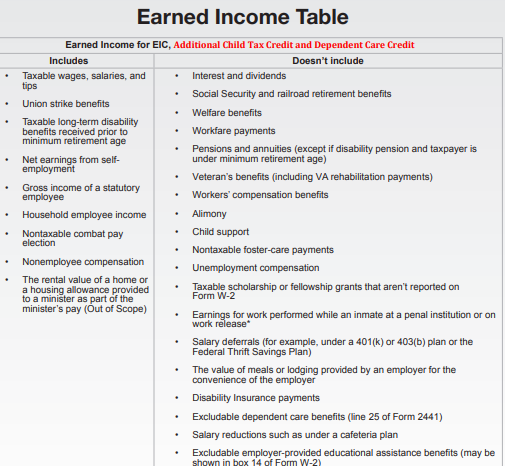 Earned Income Table
Earned Income for EIC, Additional Child Tax Credit and Dependent Care Credit
Includes
• Taxable wages, salaries, and
tips
• Union strike benefits
• Taxable long-term disability
benefits received prior to
minimum retirement age
• Net earnings from self-
employment
• Gross income of a statutory
employee
• Household employee income
• Nontaxable combat pay
election
• Nonemployee compensation
• The rental value of a home or
a housing allowance provided
to a minister as part of the
minister's pay (Out of Scope)
Doesn't include
• Interest and dividends
• Social Security and railroad retirement benefits
• Welfare benefits
• Workfare payments
• Pensions and annuities (except if disability pension and taxpayer is
under minimum retirement age)
• Veteran's benefits (including VA rehabilitation payments)
• Workers' compensation benefits
• Alimony
• Child support
• Nontaxable foster-care payments
• Unemployment compensation
• Taxable scholarship or fellowship grants that aren't reported on
Form W-2
• Earnings for work performed while an inmate at a penal institution or on
work release*
• Salary deferrals (for example, under a 401(k) or 403(b) plan or the
Federal Thrift Savings Plan)
• The value of meals or lodging provided by an employer for the
convenience of the employer
• Disability Insurance payments
• Excludable dependent care benefits (line 25 of Form 2441)
• Salary reductions such as under a cafeteria plan
• Excludable employer-provided educational assistance benefits (may be
shown in box 14 of Form W-2)